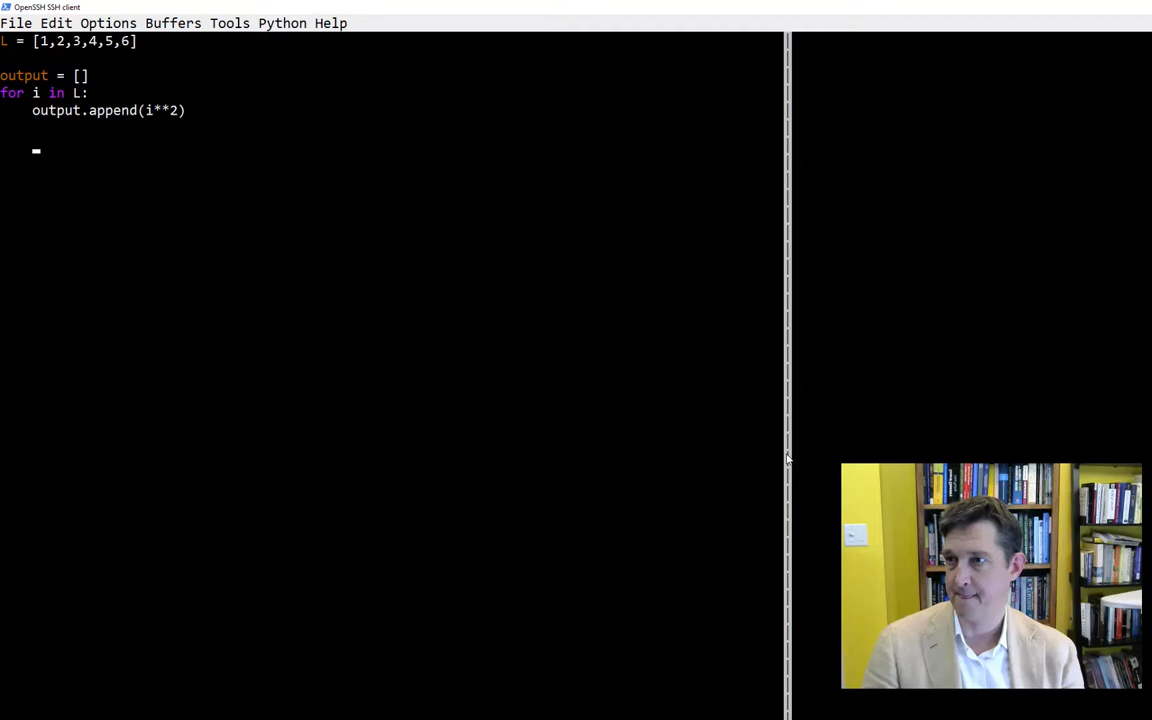 OpenSSH SSH client
File Edit Options Buffers Tools Python Help
L = [1,2,3,4,5,6]
output = []
for i in L:
    output.append(i**2)